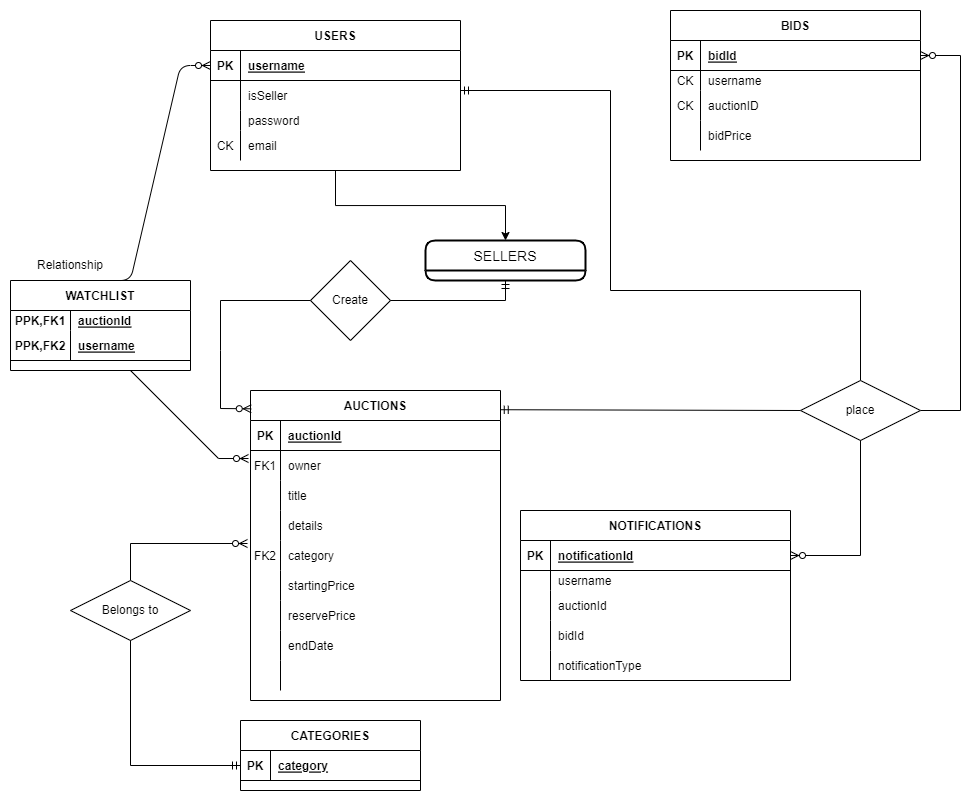 USERS
PK username
isSeller
password
CK email
BIDS
PK bidId
CK username
CK auctionID
bidPrice
SELLERS
Relationship
WATCHLIST
PPK,FK1 auctionId
PPK,FK2 username
Create
AUCTIONS
PK auctionId
FK1 owner
title
details
FK2 category
startingPrice
reservePrice
endDate
place
NOTIFICATIONS
PK notificationId
username
auctionId
bidId
notificationType
Belongs to
CATEGORIES
PK category